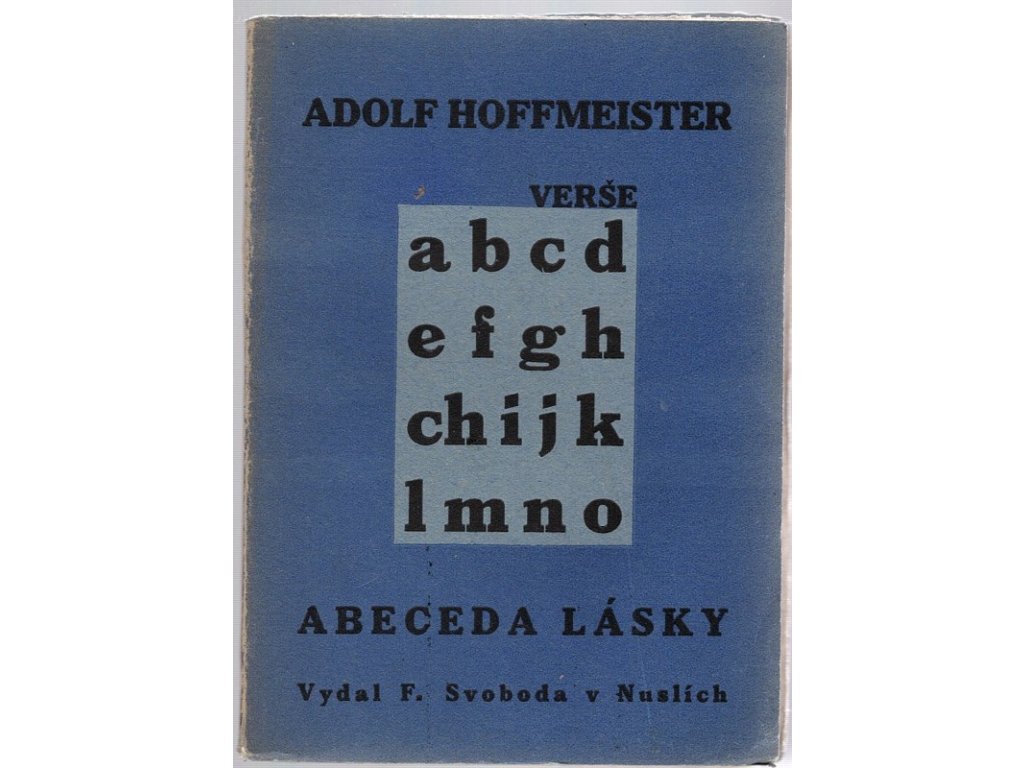 ADOLF HOFFMEISTER
VERŠE
a b c d
e f g h
ch i j k
l m n o
ABECEDA LÁSKY
Vydal F. Svoboda v Nuslích